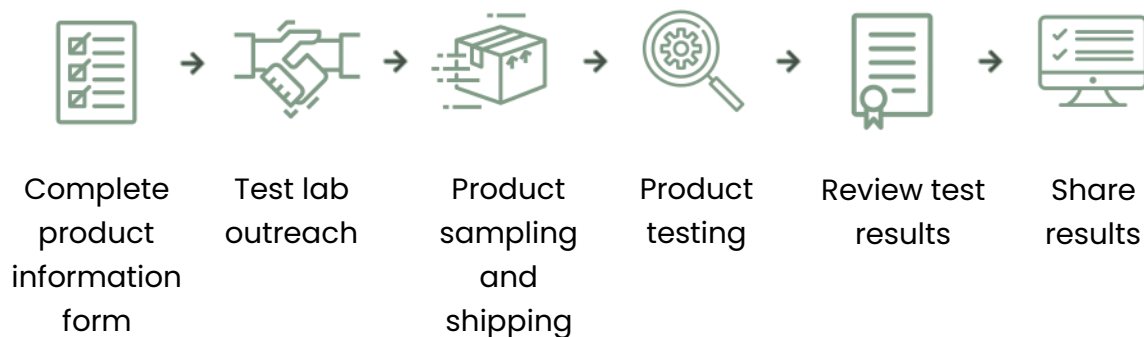 Complete
product
information
form
Test lab
outreach
Product
sampling
and
shipping
Product
testing
Review test
results
Share
results